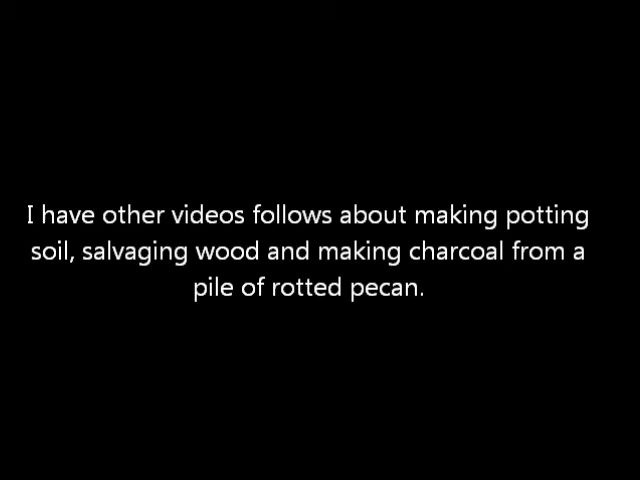 I have other videos follows about making potting
soil, salvaging wood and making charcoal from a
pile of rotted pecan.